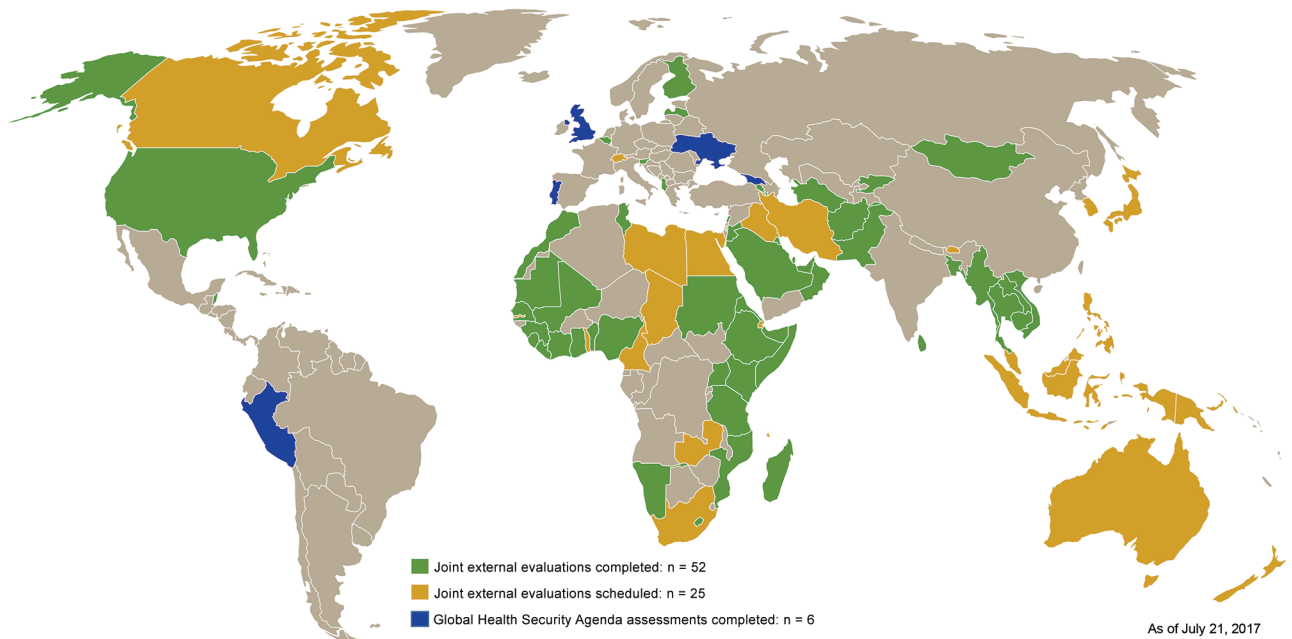 Joint external evaluations completed: n = 52
Joint external evaluations scheduled: n = 25
Global Health Security Agenda assessments completed: n = 6
As of July 21, 2017